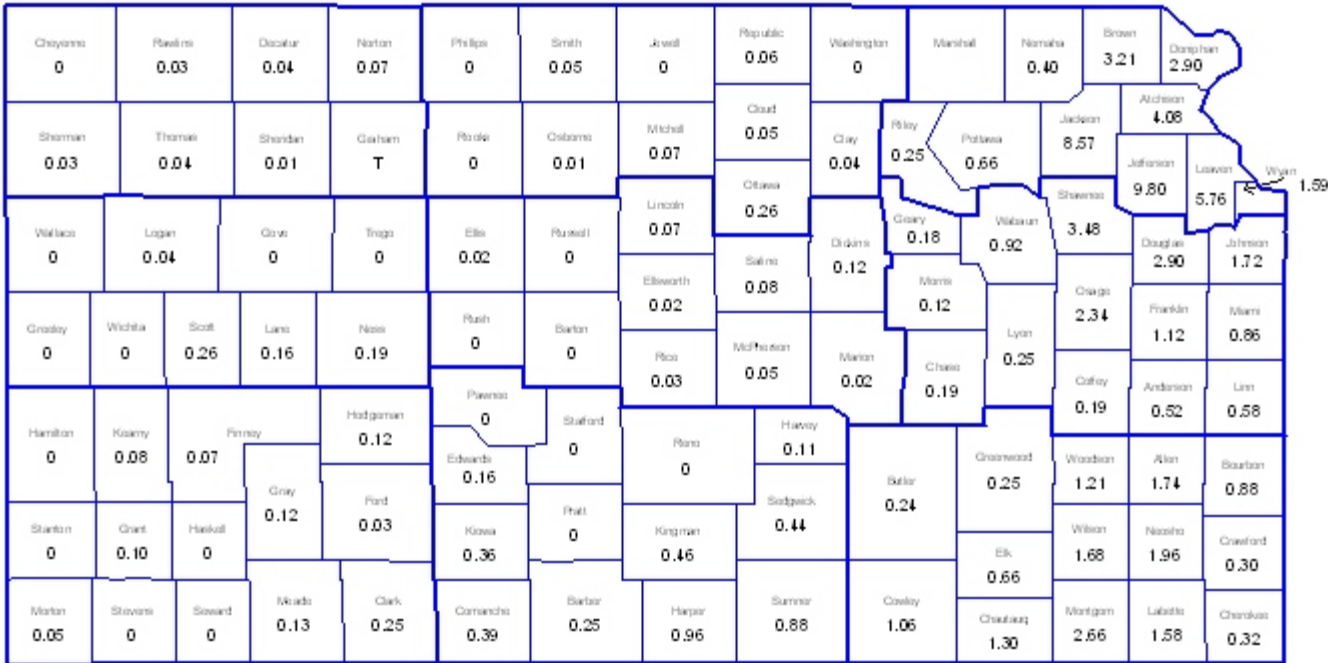 Cheyenne
0
Rawlins
0.03
Decatur
0.04
Norton
0.07
Phillips
0
Smith
0.05
Jewell
0
Republic
0.06
Washington
0
Marshall
Nemaha
0.40
Brown
3.21
Doniphan
2.90
Sherman
0.03
Thomas
0.04
Sheridan
0.01
Graham
T
Rooks
0
Osborne
0.01
Mitchell
0.07
Cloud
0.05
Clay
0.04
Riley
0.25
Pottawa
0.66
Jackson
8.57
Atchison
4.08
Jefferson
9.80
Leaven
5.76
Wyan
1.59
Wallace
0
Logan
0.04
Gove
0
Trego
0
Ellis
0.02
Russell
0
Lincoln
0.07
Ottawa
0.26
Dickins
0.12
Geary
0.18
Wabaun
0.92
Shawnee
3.48
Douglas
2.90
Johnson
1.72
Ellsworth
0.02
Saline
0.08
Morris
0.12
Osage
2.34
Greeley
0
Wichita
0
Scott
0.26
Lane
0.16
Ness
0.19
Rush
0
Barton
0
Rice
0.03
McPherson
0.05
Marion
0.02
Chase
0.19
Lyon
0.25
Franklin
1.12
Miami
0.86
Coffey
0.19
Anderson
0.52
Linn
0.58
Hamilton
0
Kearny
0.08
Finney
0.07
Hodgeman
0.12
Pawnee
0
Stafford
0
Reno
0
Harvey
0.11
Edwards
0.16
Gray
0.12
Ford
0.03
Butler
0.24
Greenwood
0.25
Woodson
1.21
Allen
1.74
Bourbon
0.88
Stanton
0
Grant
0.10
Haskell
0
Kiowa
0.36
Pratt
0
Kingman
0.46
Sedgwick
0.44
Elk
0.66
Wilson
1.68
Neosho
1.96
Crawford
0.30
Morton
0.05
Stevens
0
Seward
0
Meade
0.13
Clark
0.25
Comanche
0.39
Barber
0.25
Harper
0.96
Sumner
0.88
Cowley
1.06
Chautauq
1.30
Montgom
2.66
Labette
1.58
Cherokee
0.32